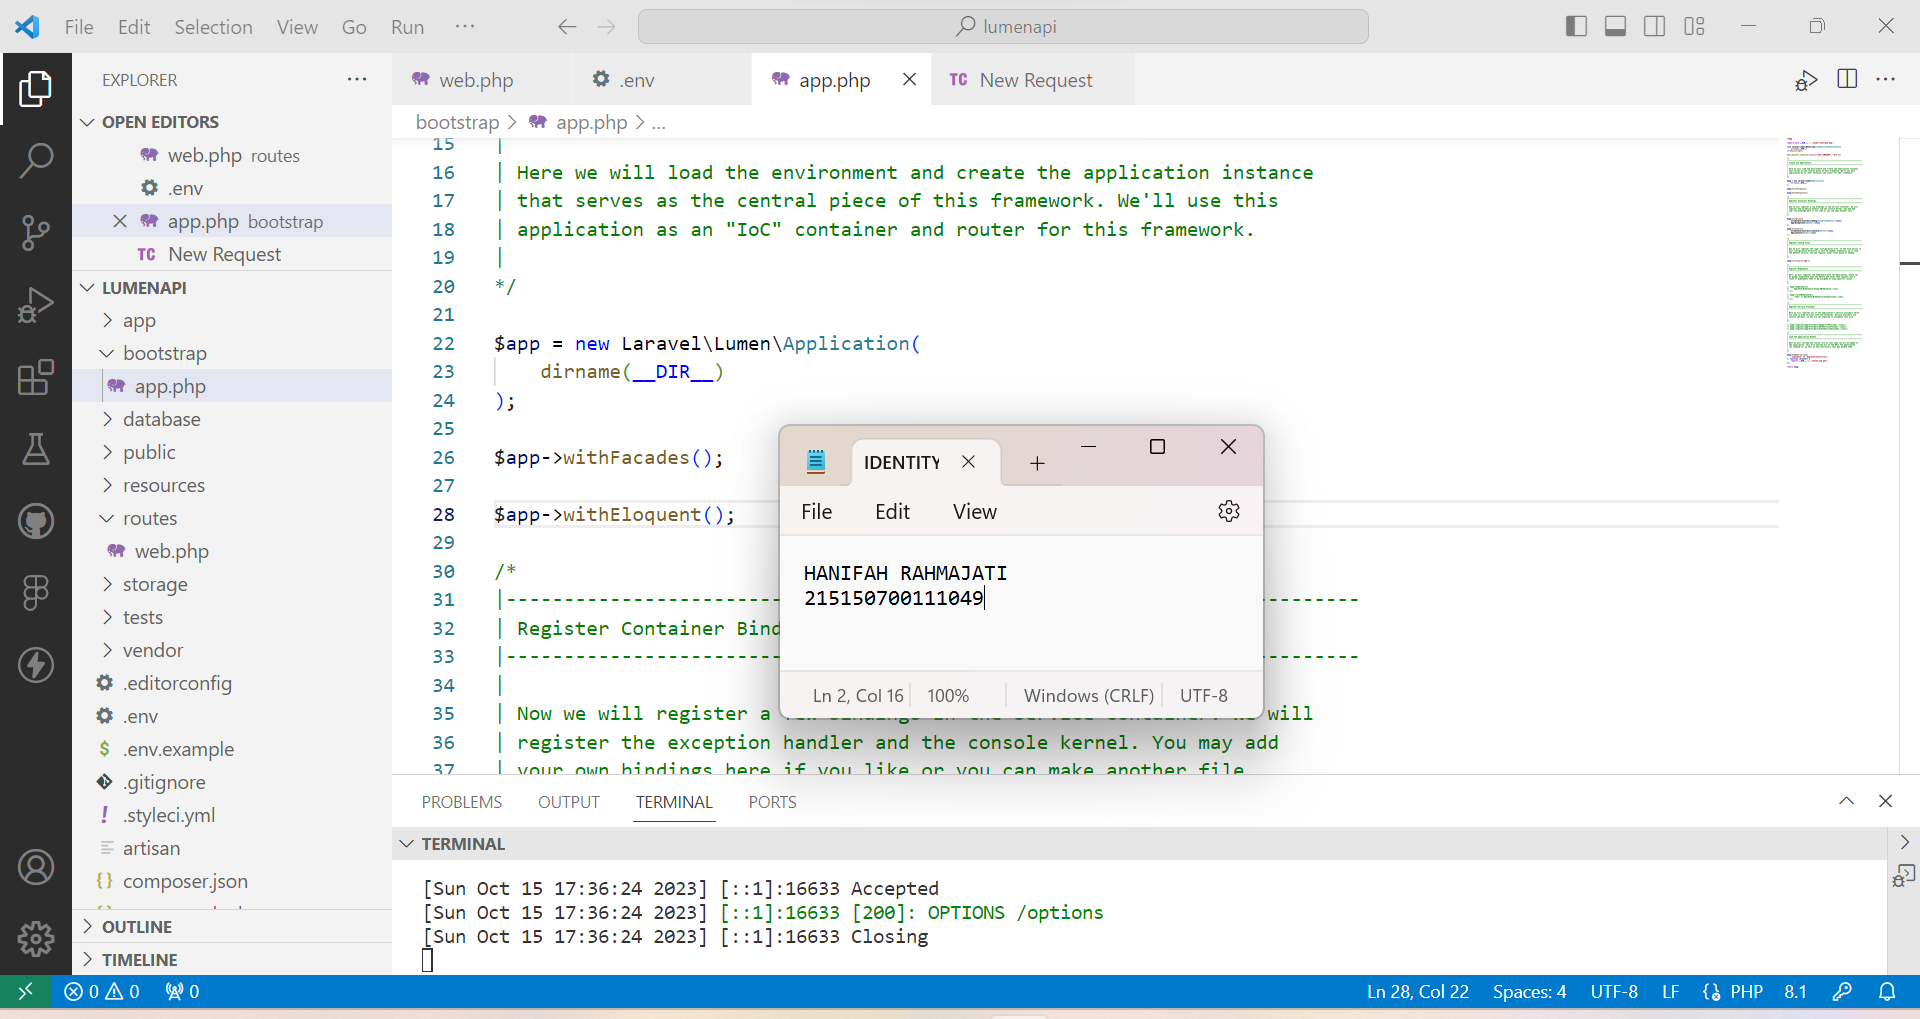 File Edit Selection View Go Run ··· lumenapi
EXPLORER ···
OPEN EDITORS
web.php routes
.env
app.php bootstrap
TC New Request
LUMENAPI
app
bootstrap
app.php
database
public
resources
routes
web.php
storage
tests
vendor
.editorconfig
.env
$ .env.example
.gitignore
! .styleci.yml
artisan
{} composer.json
OUTLINE
TIMELINE
web.php .env app.php TC New Request ···
bootstrap > app.php > ...
15 |
16 | Here we will load the environment and create the application instance
17 | that serves as the central piece of this framework. We'll use this
18 | application as an "IoC" container and router for this framework.
19 |
20 */
21
22 $app = new Laravel\Lumen\Application(
23 dirname(__DIR__)
24 );
25
26 $app->withFacades();
27
28 $app->withEloquent();
29
30 /*
31 |--------------------------------------------------------------------------
32 | Register Container Bind
33 |--------------------------------------------------------------------------
34 |
35 | Now we will register a few bindings in the service container. We will
36 | register the exception handler and the console kernel. You may add
37 | your own bindings here if you like or you can make another file
IDENTITY
File Edit View
HANIFAH RAHMAJATI
215150700111049
Ln 2, Col 16 100% Windows (CRLF) UTF-8
PROBLEMS OUTPUT TERMINAL PORTS
TERMINAL
[Sun Oct 15 17:36:24 2023] [::1]:16633 Accepted
[Sun Oct 15 17:36:24 2023] [::1]:16633 [200]: OPTIONS /options
[Sun Oct 15 17:36:24 2023] [::1]:16633 Closing
0 0 0 Ln 28, Col 22 Spaces: 4 UTF-8 LF PHP 8.1